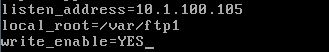 listen_address=10.1.100.105
local_root=/var/ftp1
write_enable=YES_